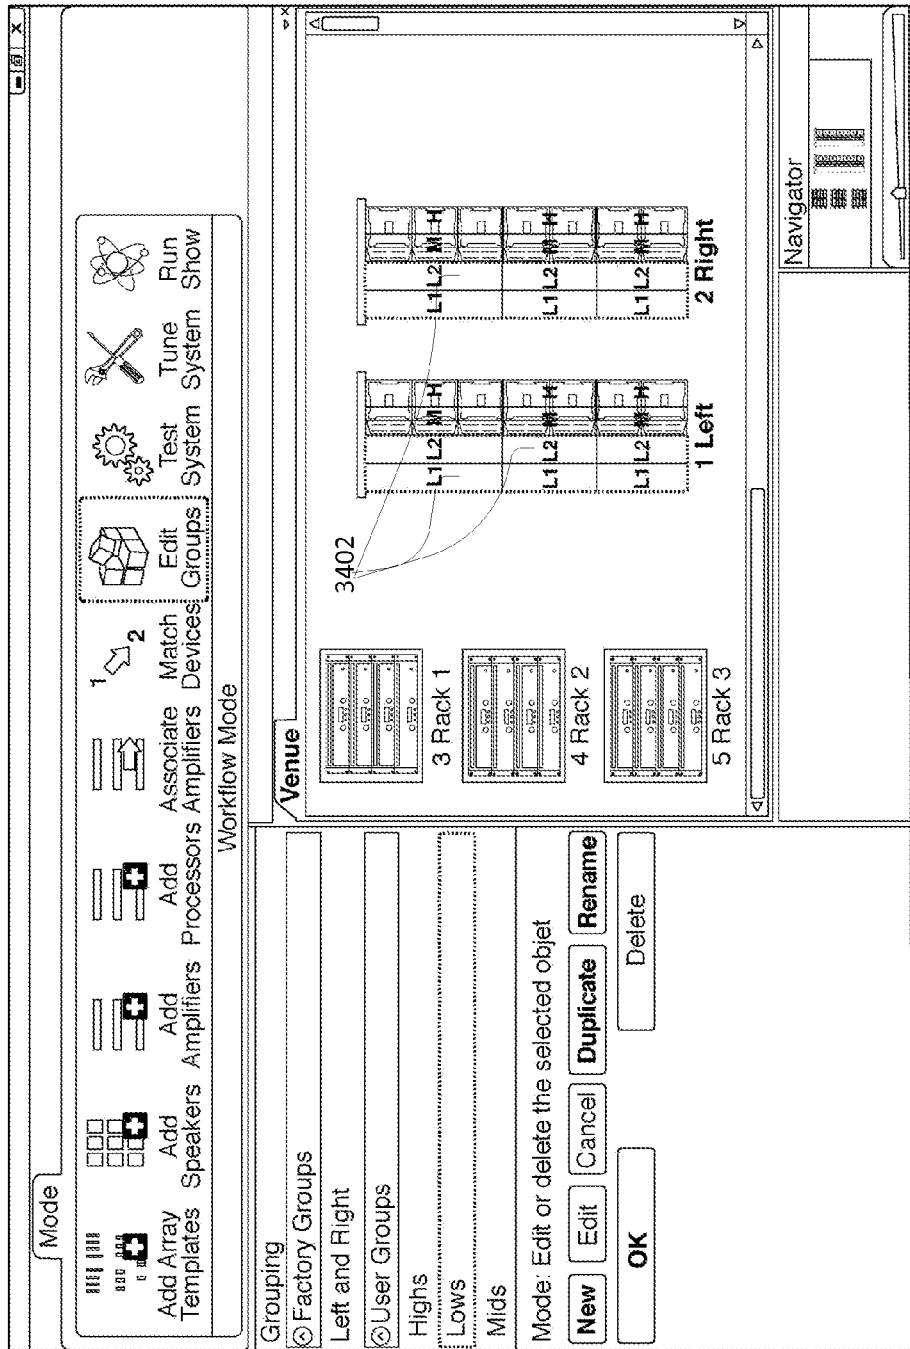 Mode
Add Array
Templates
Add
Speakers
Add
Amplifiers
Add
Processors
Associate
Amplifiers
1
2
Match
Devices
Edit
Groups
Test
System
Tune
System
Run
Show
Workflow Mode
Grouping
Factory Groups
Left and Right
User Groups
Highs
Lows
Mids
Mode: Edit or delete the selected objet
New
Edit
Cancel
Duplicate
Rename
OK
Delete
Venue
3 Rack 1
4 Rack 2
5 Rack 3
3402
L1 L2 M H
L1 L2 M H
L1 L2 M H
1 Left
L1 L2 M H
L1 L2 M H
L1 L2 M H
2 Right
Navigator